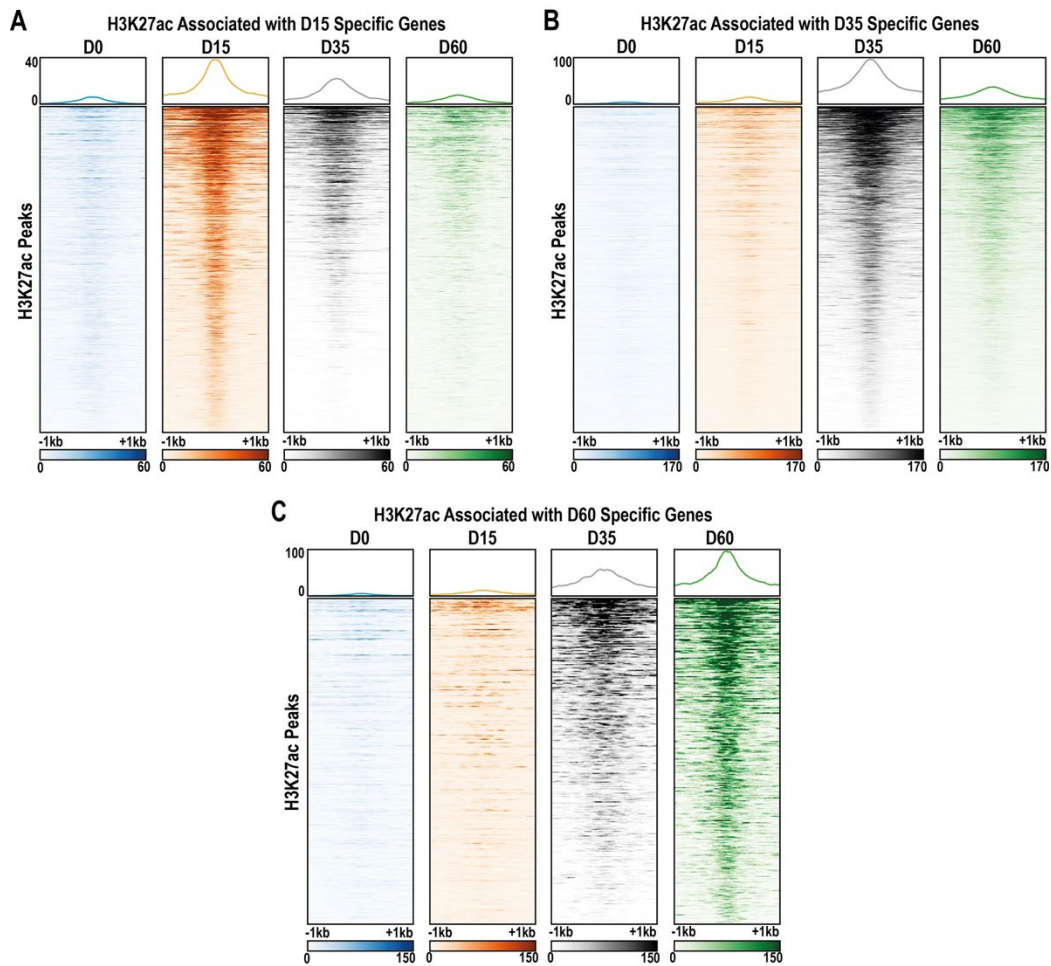 A
H3K27ac Associated with D15 Specific Genes
D0 D15 D35 D60
40
0
H3K27ac Peaks
-1kb +1kb -1kb +1kb -1kb +1kb -1kb +1kb
0 60 0 60 0 60 0 60
B
H3K27ac Associated with D35 Specific Genes
D0 D15 D35 D60
100
0
H3K27ac Peaks
-1kb +1kb -1kb +1kb -1kb +1kb -1kb +1kb
0 170 0 170 0 170 0 170
C
H3K27ac Associated with D60 Specific Genes
D0 D15 D35 D60
100
0
H3K27ac Peaks
-1kb +1kb -1kb +1kb -1kb +1kb -1kb +1kb
0 150 0 150 0 150 0 150